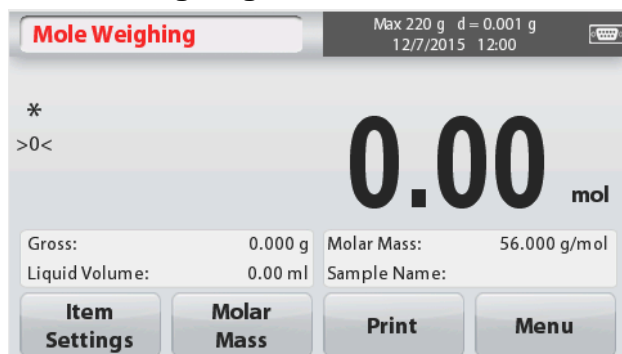 Mole Weighing
Max 220 g d = 0.001 g
12/7/2015 12:00
*
>0<
0.00 mol
Gross: 0.000 g
Liquid Volume: 0.00 ml
Molar Mass: 56.000 g/mol
Sample Name:
Item Settings
Molar Mass
Print
Menu